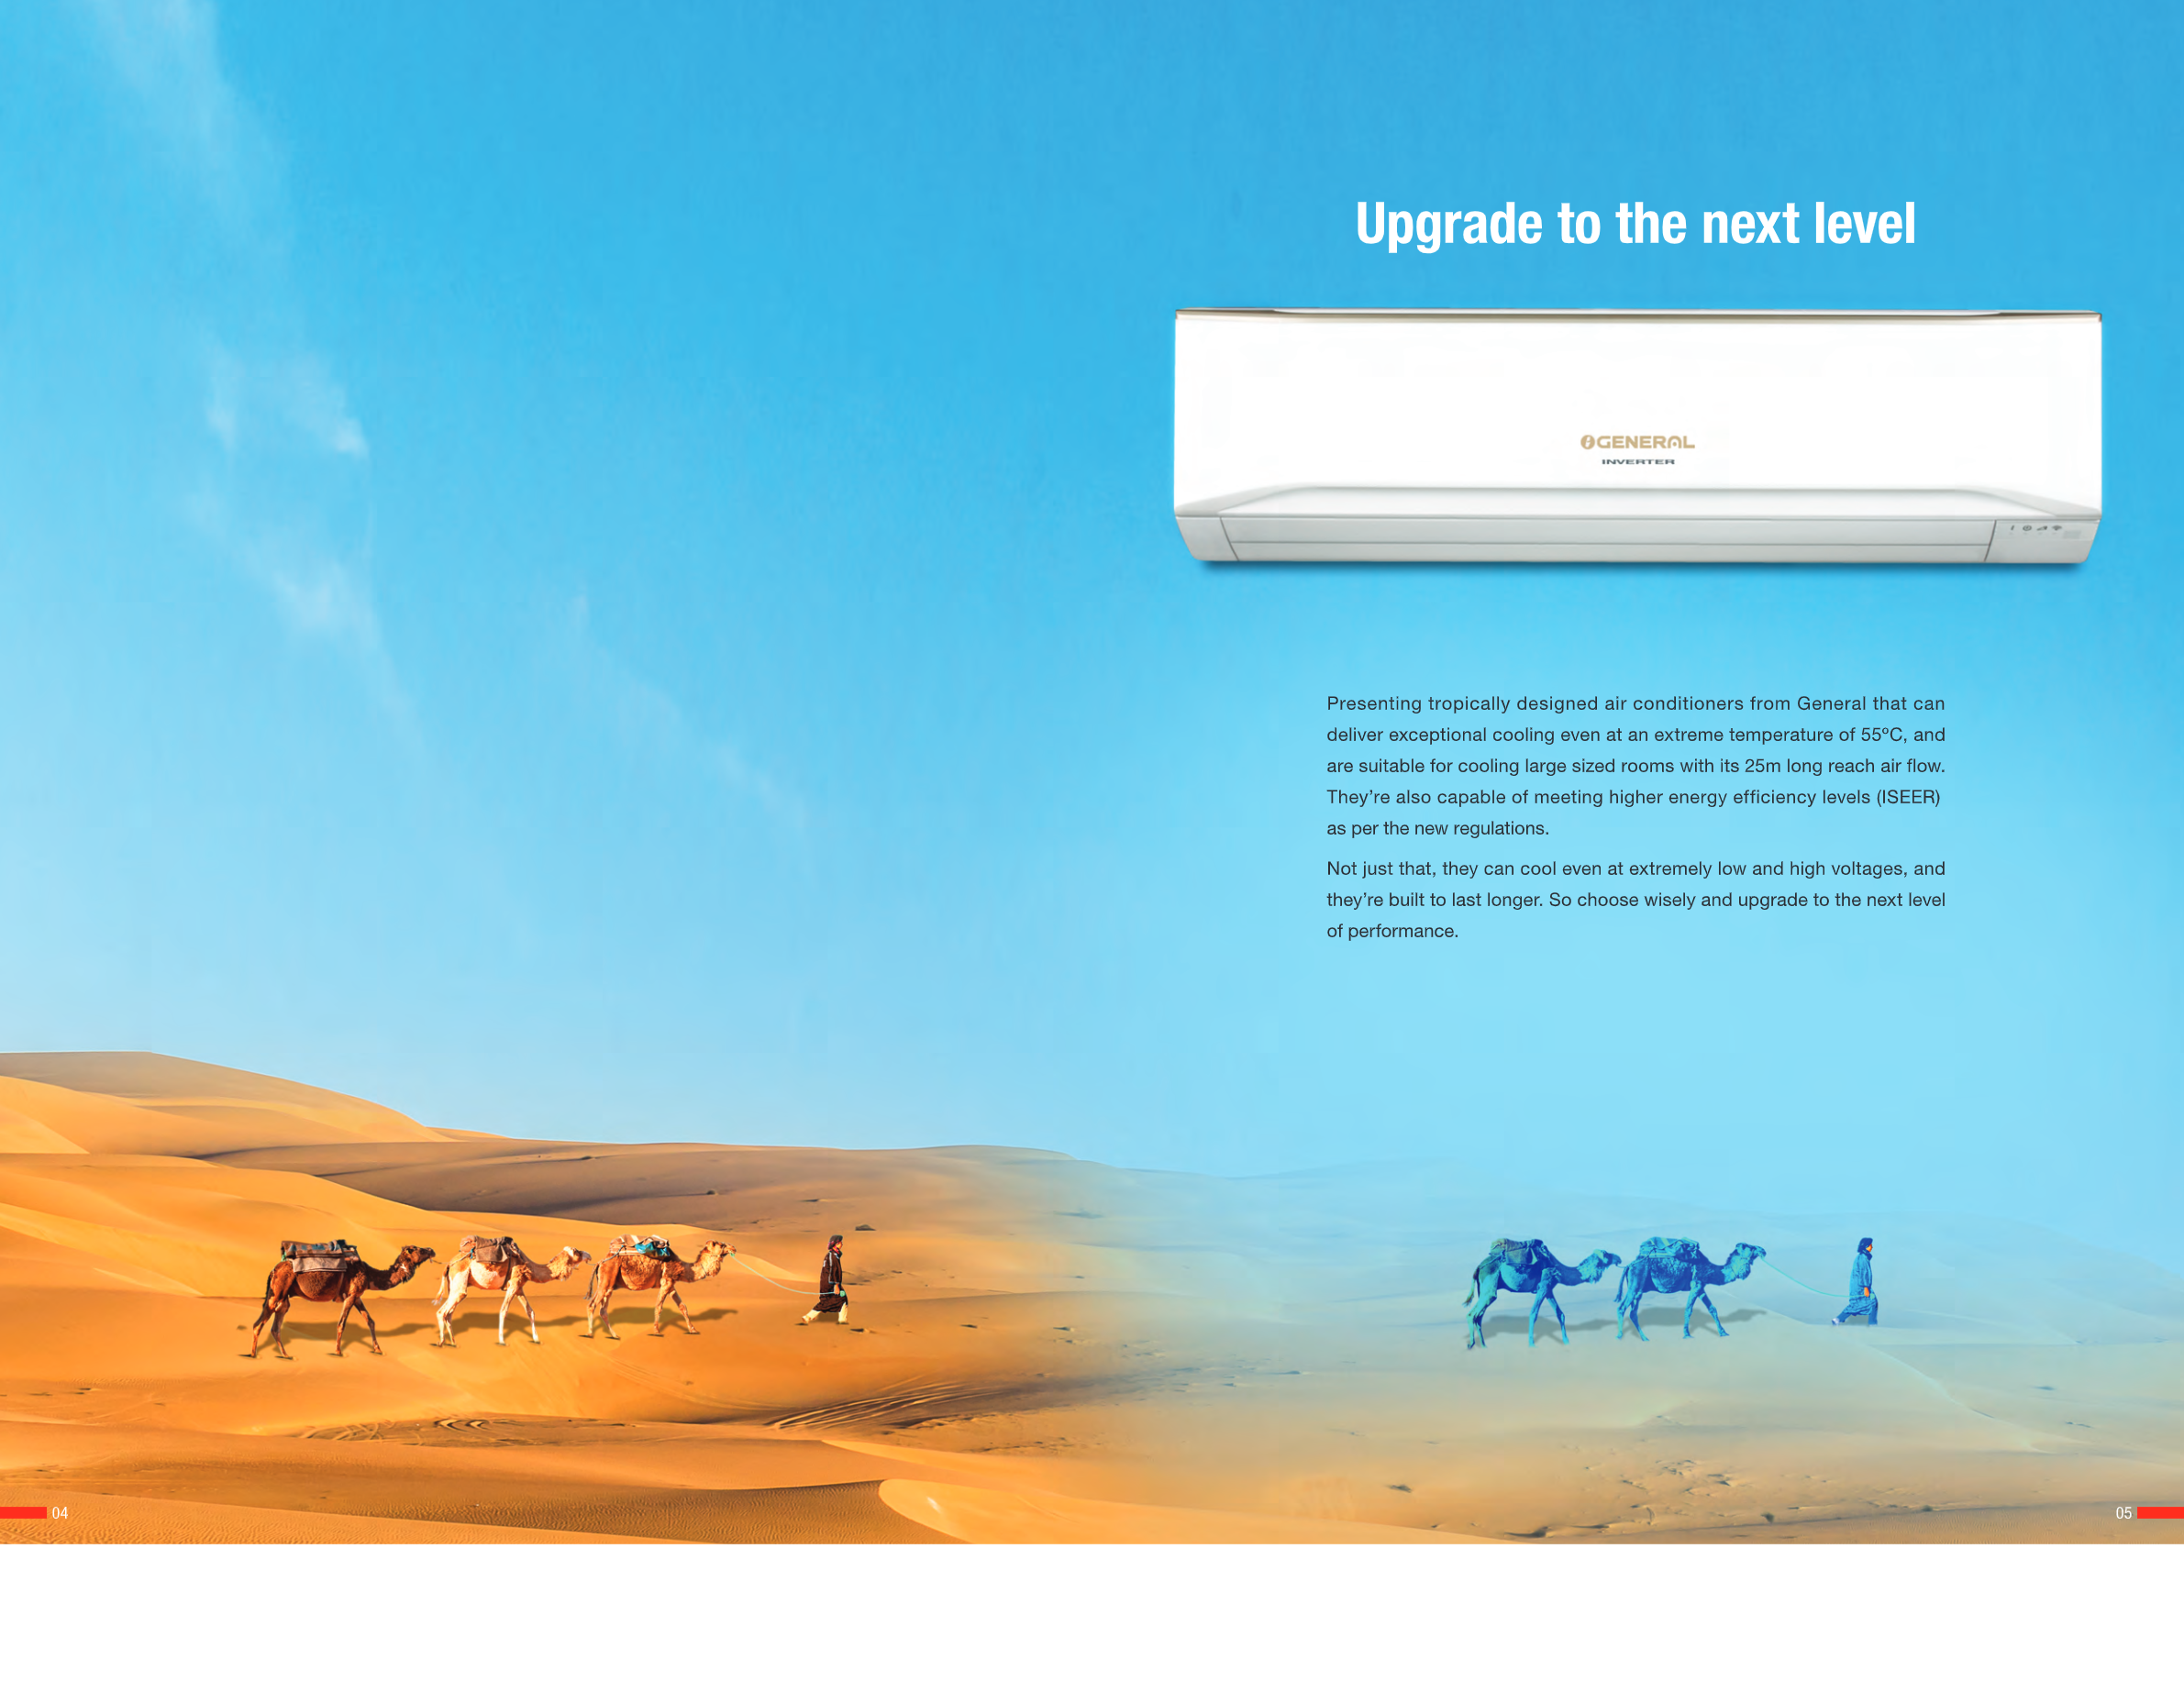 Upgrade to the next level
GENERAL
INVERTER
Presenting tropically designed air conditioners from General that can
deliver exceptional cooling even at an extreme temperature of 55ºC, and
are suitable for cooling large sized rooms with its 25m long reach air flow.
They’re also capable of meeting higher energy efficiency levels (ISEER)
as per the new regulations.
Not just that, they can cool even at extremely low and high voltages, and
they’re built to last longer. So choose wisely and upgrade to the next level
of performance.
04
05